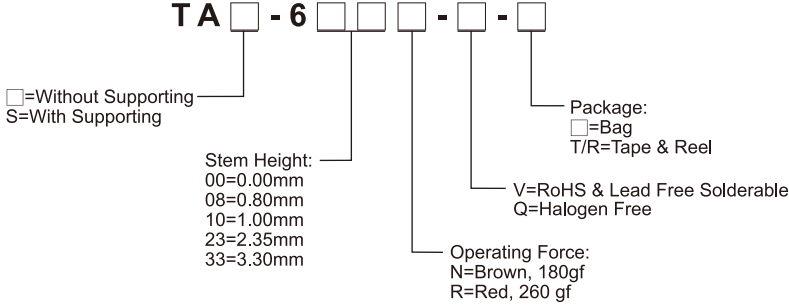 TA□-6□□□-□-□
□=Without Supporting
S=With Supporting
Stem Height:
00=0.00mm
08=0.80mm
10=1.00mm
23=2.35mm
33=3.30mm
Operating Force:
N=Brown, 180gf
R=Red, 260 gf
V=RoHS & Lead Free Solderable
Q=Halogen Free
Package:
□=Bag
T/R=Tape & Reel